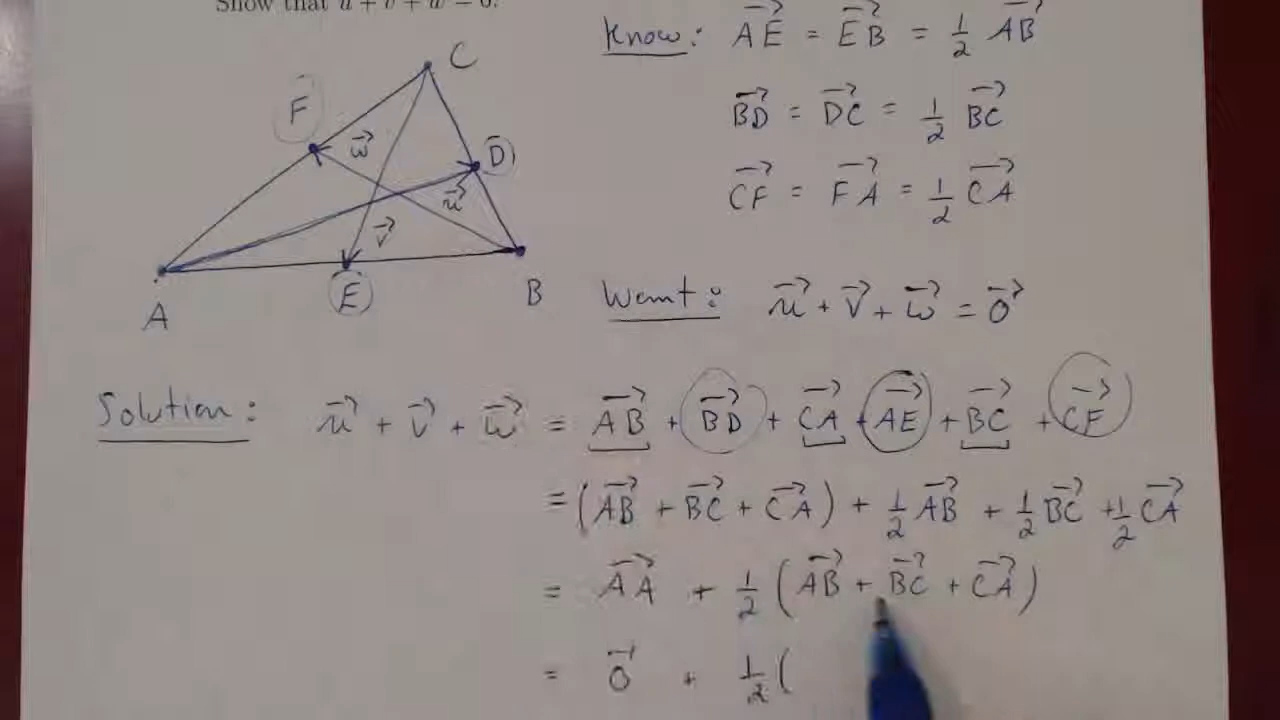 Show that u + v + w = 0.
Know: →AE = →EB = 1/2 →AB
→BD = →DC = 1/2 →BC
→CF = →FA = 1/2 →CA
C
F
→w
D
→u
→v
A
E
B
Want: →u + →v + →w = →0
Solution: →u + →v + →w = →AB + →BD + →CA + →AE + →BC + →CF
= (→AB + →BC + →CA) + 1/2 →AB + 1/2 →BC + 1/2 →CA
= →AA + 1/2 (→AB + →BC + →CA)
= →0 + 1/2 (